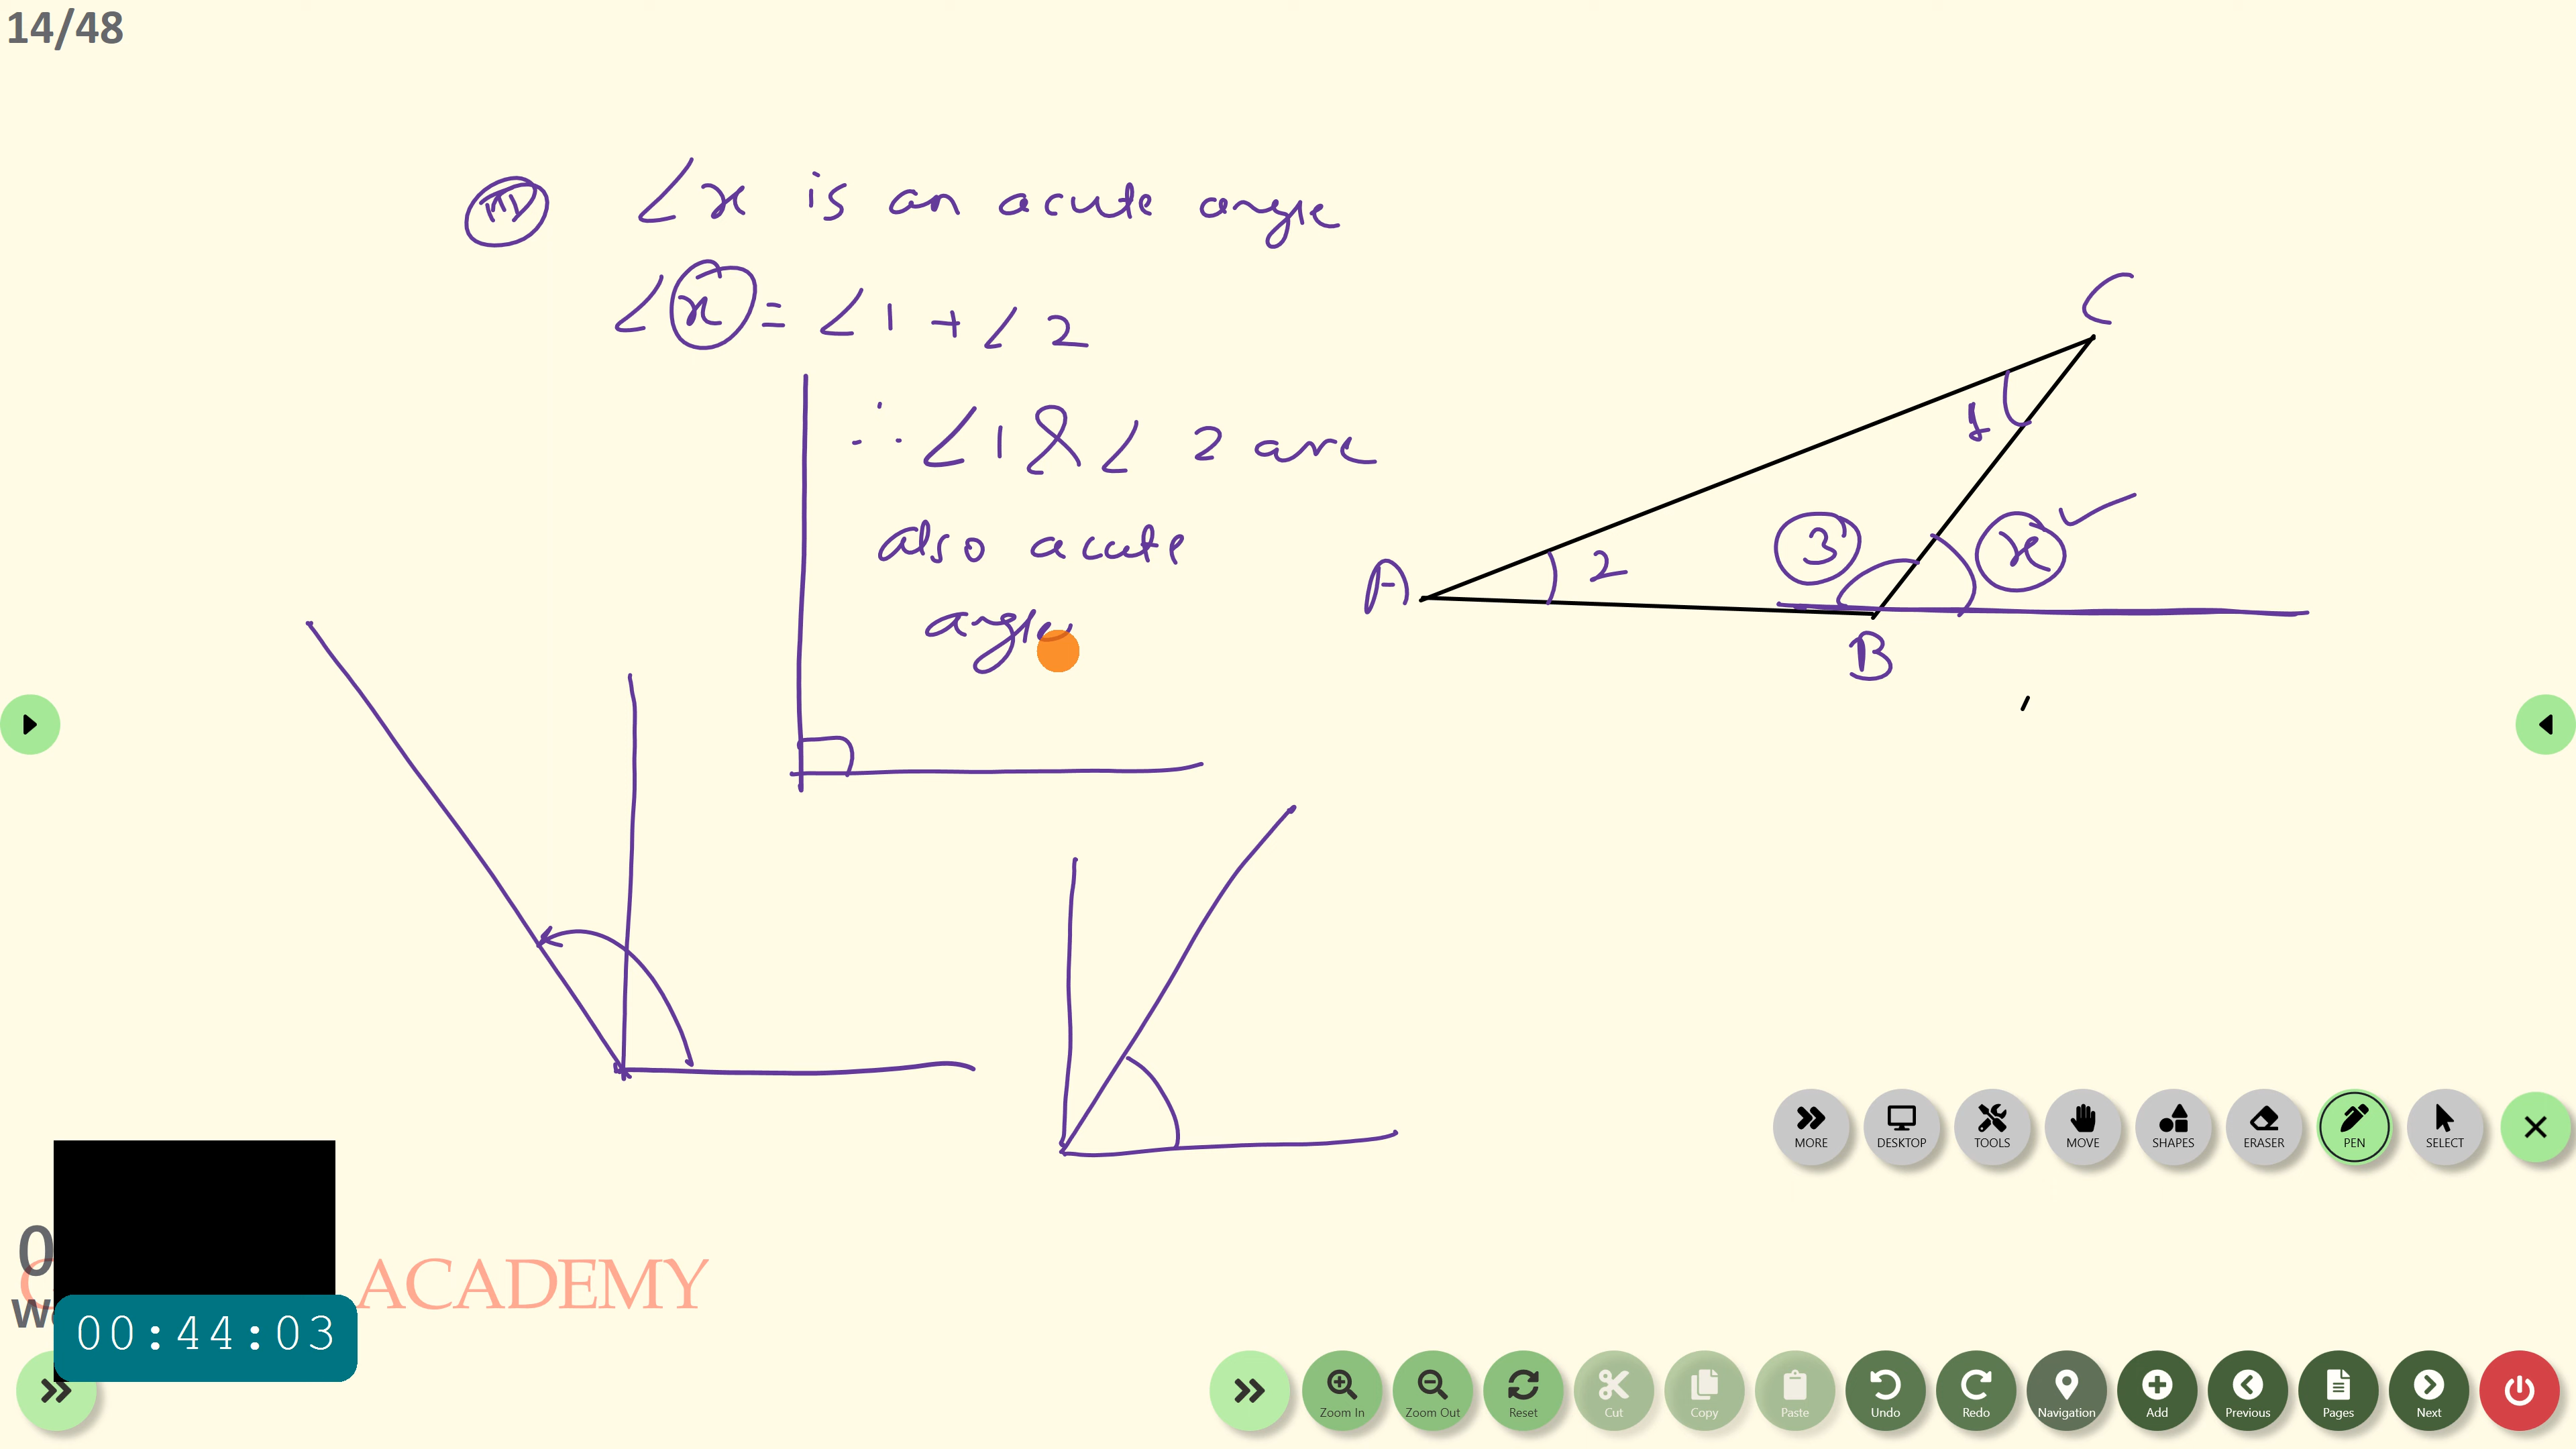 14/48
III ∠x is an acute angle
∠x = ∠1 + ∠2
∴ ∠1 & ∠2 are
also acute
angle
C
1
A
2
3
x
B
MORE
DESKTOP
TOOLS
MOVE
SHAPES
ERASER
PEN
SELECT
ACADEMY
00:44:03
Zoom In
Zoom Out
Reset
Cut
Copy
Paste
Undo
Redo
Navigation
Add
Previous
Pages
Next